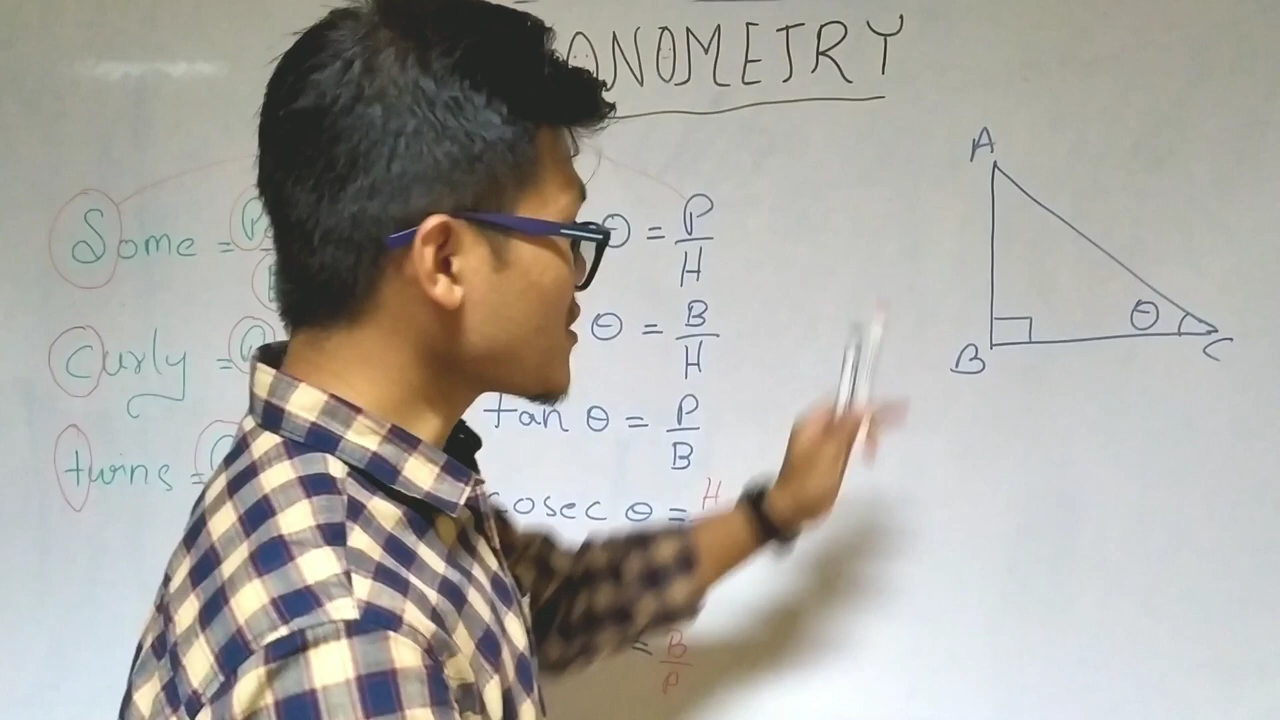 ONOMETRY
Some = P
θ = P/H
Curly =
θ = B/H
twins =
tan θ = P/B
cosec θ = H
= B/P
A
B
C
θ